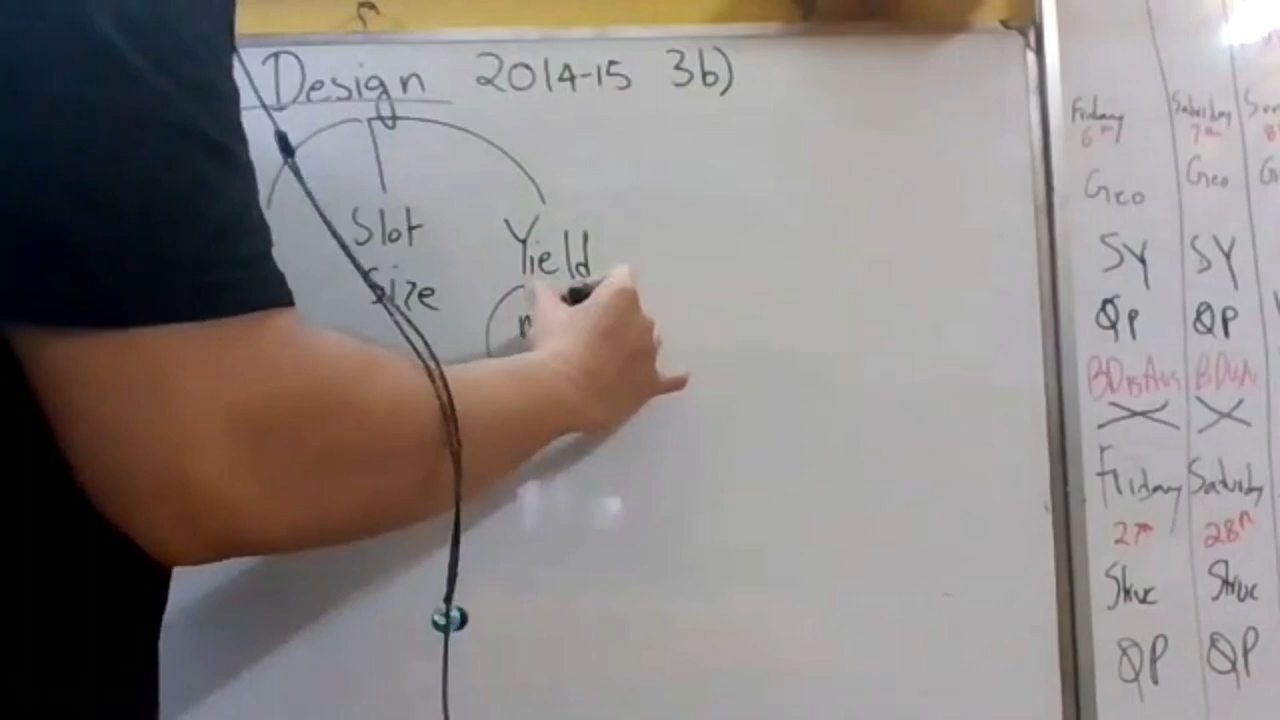 Design 2014-15 3b)
Slot
Size
Yield
Friday
6th
Geo
SY
QP
Friday
27th
Struc
QP
Saturday
7th
Geo
SY
QP
Saturday
28th
Struc
QP